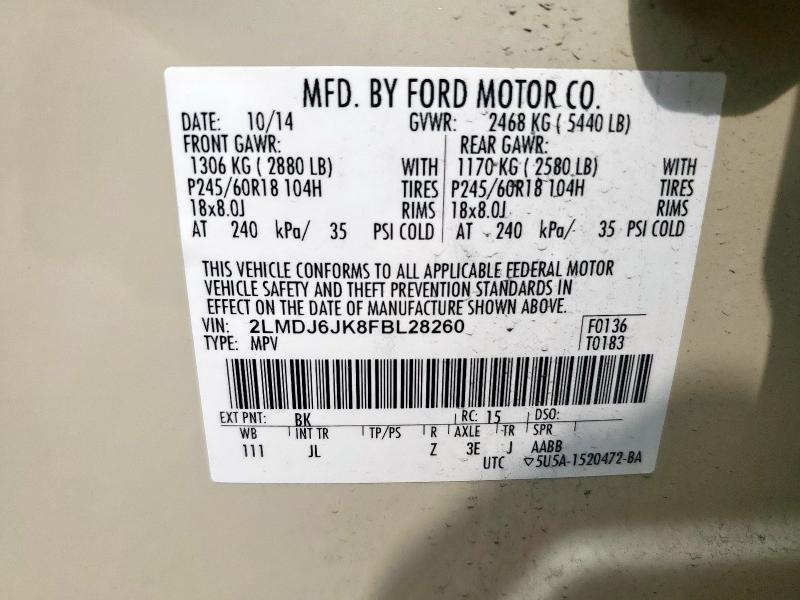 MFD. BY FORD MOTOR CO.
DATE: 10/14 GVWR: 2468 KG ( 5440 LB)
FRONT GAWR: REAR GAWR:
1306 KG ( 2880 LB) WITH 1170 KG ( 2580 LB) WITH
P245/60R18 104H TIRES P245/60R18 104H TIRES
18x8.0J RIMS 18x8.0J RIMS
AT 240 kPa/ 35 PSI COLD AT 240 kPa/ 35 PSI COLD
THIS VEHICLE CONFORMS TO ALL APPLICABLE FEDERAL MOTOR
VEHICLE SAFETY AND THEFT PREVENTION STANDARDS IN
EFFECT ON THE DATE OF MANUFACTURE SHOWN ABOVE.
VIN: 2LMDJ6JK8FBL28260 F0136
TYPE: MPV T0183
EXT PNT: BK RC: 15 DSO:
WB INT TR TP/PS R AXLE TR SPR
111 JL Z 3E J AABB
UTC ▽5U5A-1520472-BA